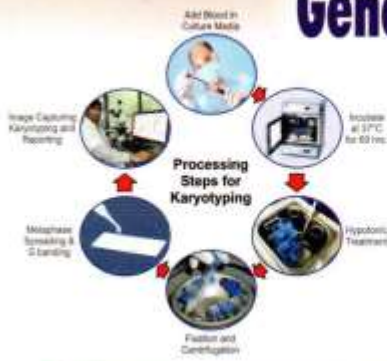 Gene
Add Blood in
Culture Media
Incubate
at 37°C
for 69 hrs.
Hypotonic
Treatment
Fixation and
Centrifugation
Metaphase
Spreading &
G banding
Image Capturing
Karyotyping and
Reporting
Processing
Steps for
Karyotyping